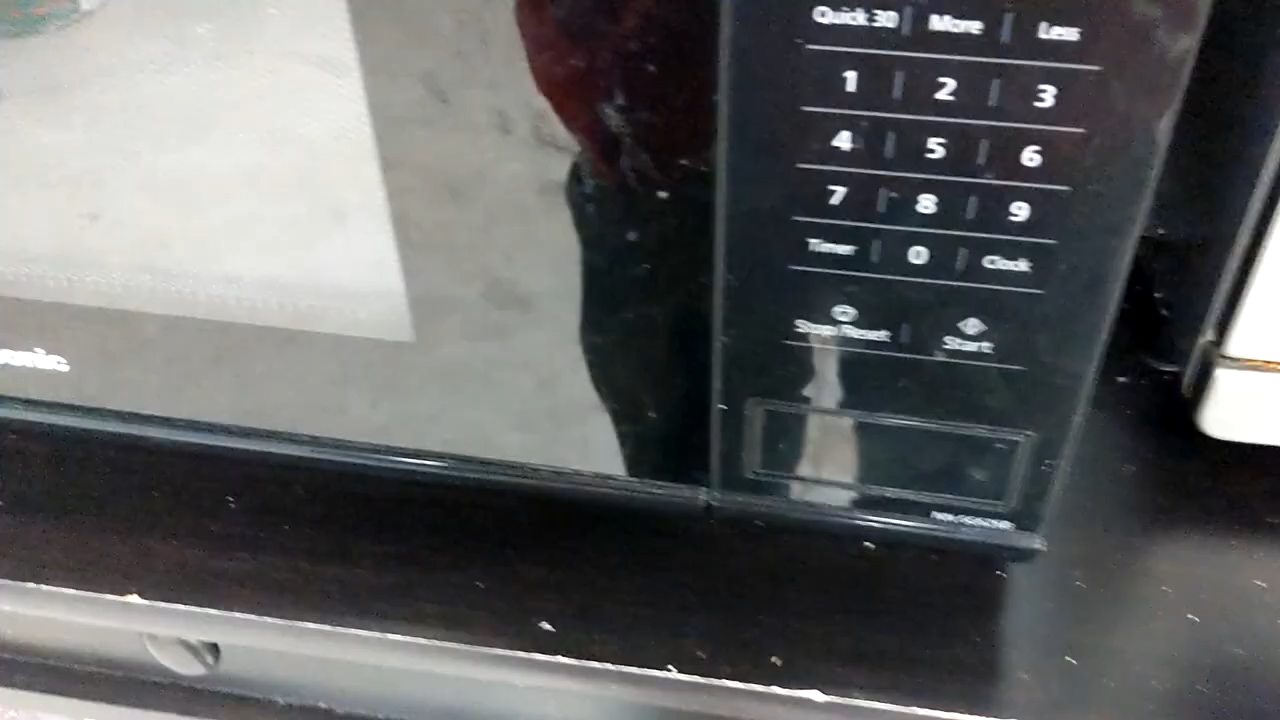 Quick 30 More Less
1 2 3
4 5 6
7 8 9
Timer 0 Clock
Stop/Reset Start
onic